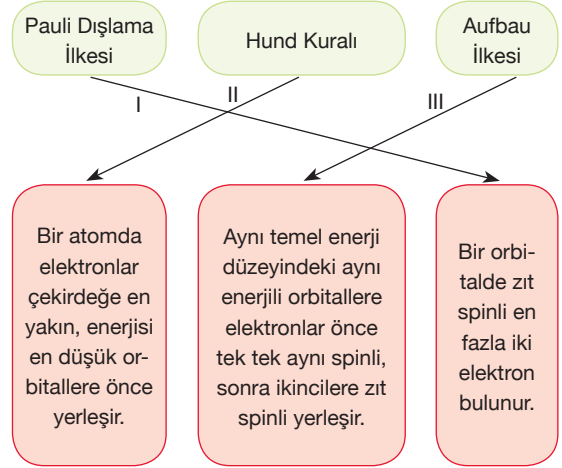 Pauli Dışlama
İlkesi
Hund Kuralı
Aufbau
İlkesi
I
II
III
Bir atomda
elektronlar
çekirdeğe en
yakın, enerjisi
en düşük or-
bitallere önce
yerleşir.
Aynı temel enerji
düzeyindeki aynı
enerjili orbitallere
elektronlar önce
tek tek aynı spinli,
sonra ikincilere zıt
spinli yerleşir.
Bir orbi-
talde zıt
spinli en
fazla iki
elektron
bulunur.